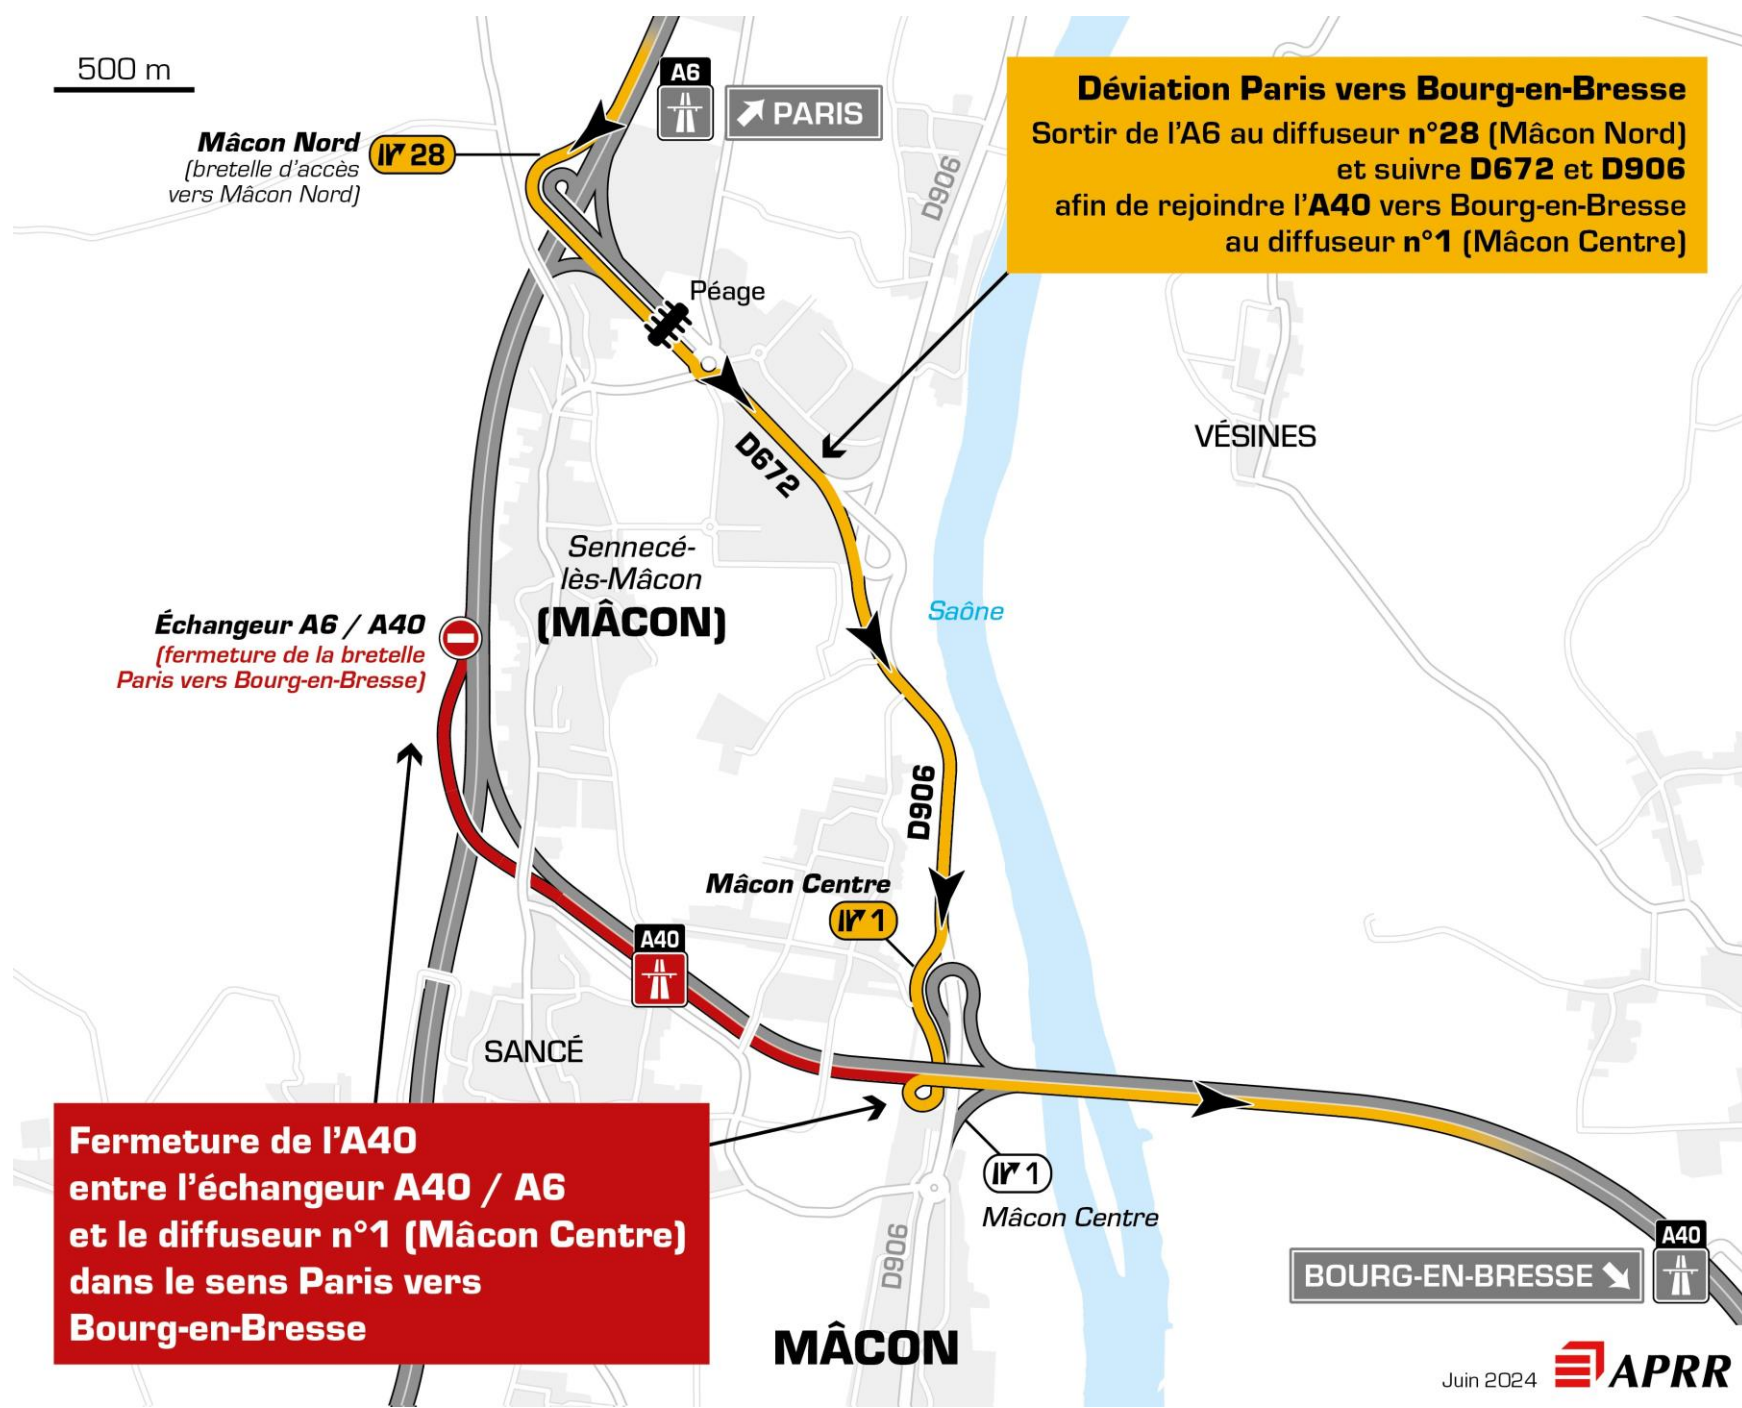 500 m
A6
PARIS
Mâcon Nord
(bretelle d'accès
vers Mâcon Nord)
28
D906
Déviation Paris vers Bourg-en-Bresse
Sortir de l'A6 au diffuseur n°28 (Mâcon Nord)
et suivre D672 et D906
afin de rejoindre l'A40 vers Bourg-en-Bresse
au diffuseur n°1 (Mâcon Centre)
Péage
D672
VÉSINES
Sennecé-
lès-Mâcon
(MÂCON)
Saône
Échangeur A6 / A40
(fermeture de la bretelle
Paris vers Bourg-en-Bresse)
D906
Mâcon Centre
1
A40
SANCÉ
Fermeture de l'A40
entre l'échangeur A40 / A6
et le diffuseur n°1 (Mâcon Centre)
dans le sens Paris vers
Bourg-en-Bresse
1
Mâcon Centre
D906
A40
BOURG-EN-BRESSE
MÂCON
Juin 2024
APRR